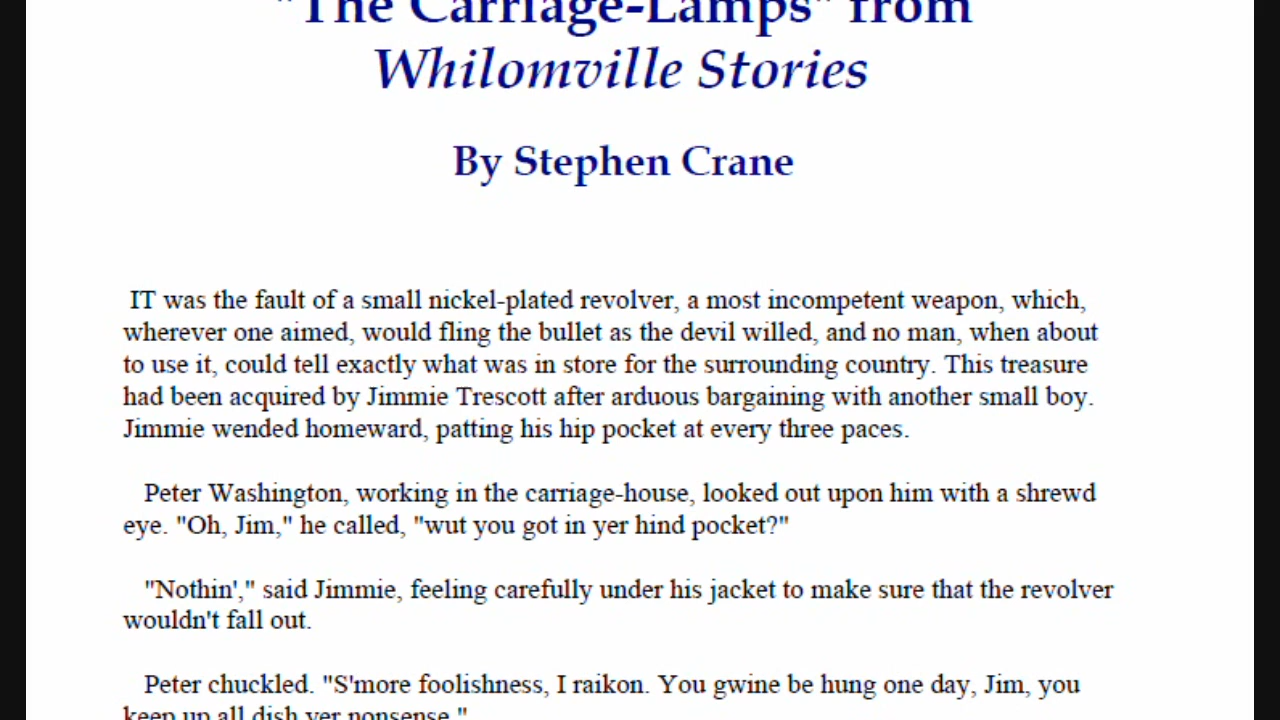 "The Carriage-Lamps" from
Whilomville Stories
By Stephen Crane
IT was the fault of a small nickel-plated revolver, a most incompetent weapon, which,
wherever one aimed, would fling the bullet as the devil willed, and no man, when about
to use it, could tell exactly what was in store for the surrounding country. This treasure
had been acquired by Jimmie Trescott after arduous bargaining with another small boy.
Jimmie wended homeward, patting his hip pocket at every three paces.
Peter Washington, working in the carriage-house, looked out upon him with a shrewd
eye. "Oh, Jim," he called, "wut you got in yer hind pocket?"
"Nothin'," said Jimmie, feeling carefully under his jacket to make sure that the revolver
wouldn't fall out.
Peter chuckled. "S'more foolishness, I raikon. You gwine be hung one day, Jim, you
keep up all dish yer nonsense."